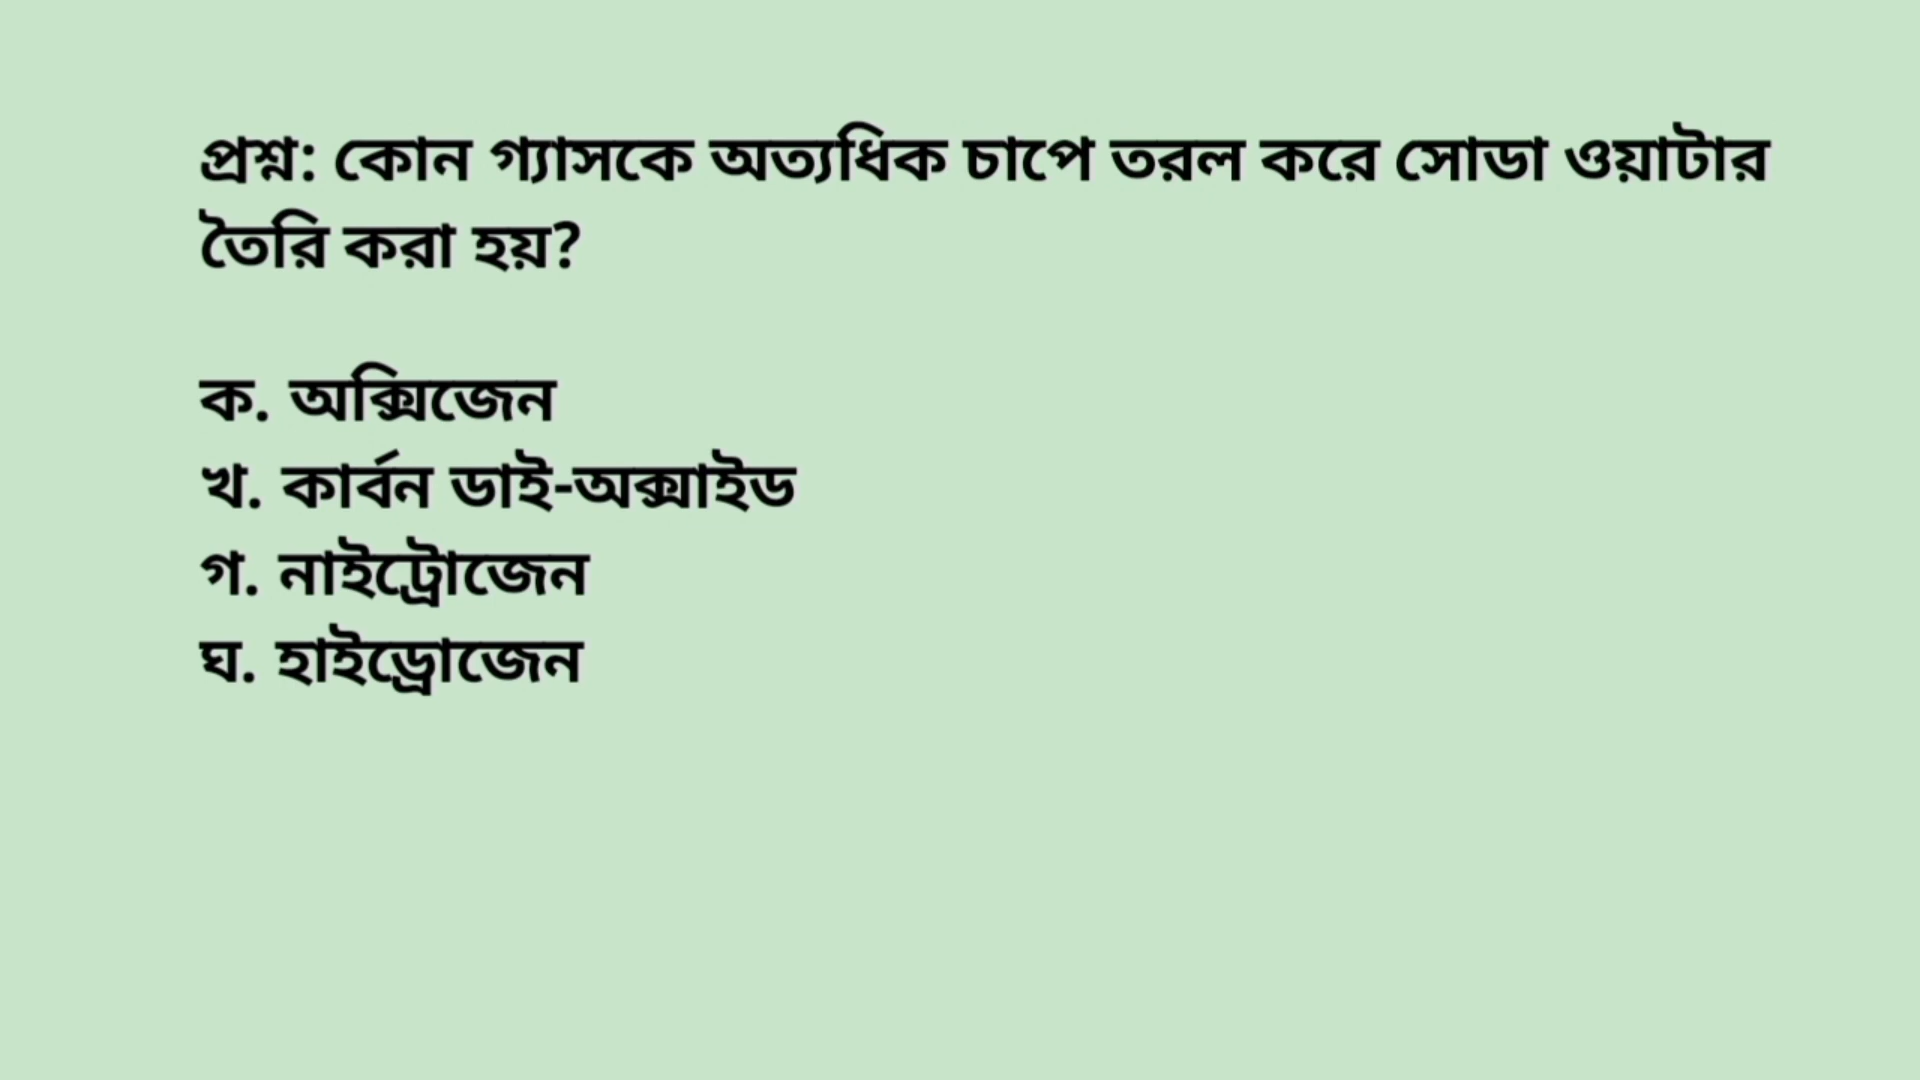 প্রশ্ন: কোন গ্যাসকে অত্যধিক চাপে তরল করে সোডা ওয়াটার
তৈরি করা হয়?
ক. অক্সিজেন
খ. কার্বন ডাই-অক্সাইড
গ. নাইট্রোজেন
ঘ. হাইড্রোজেন